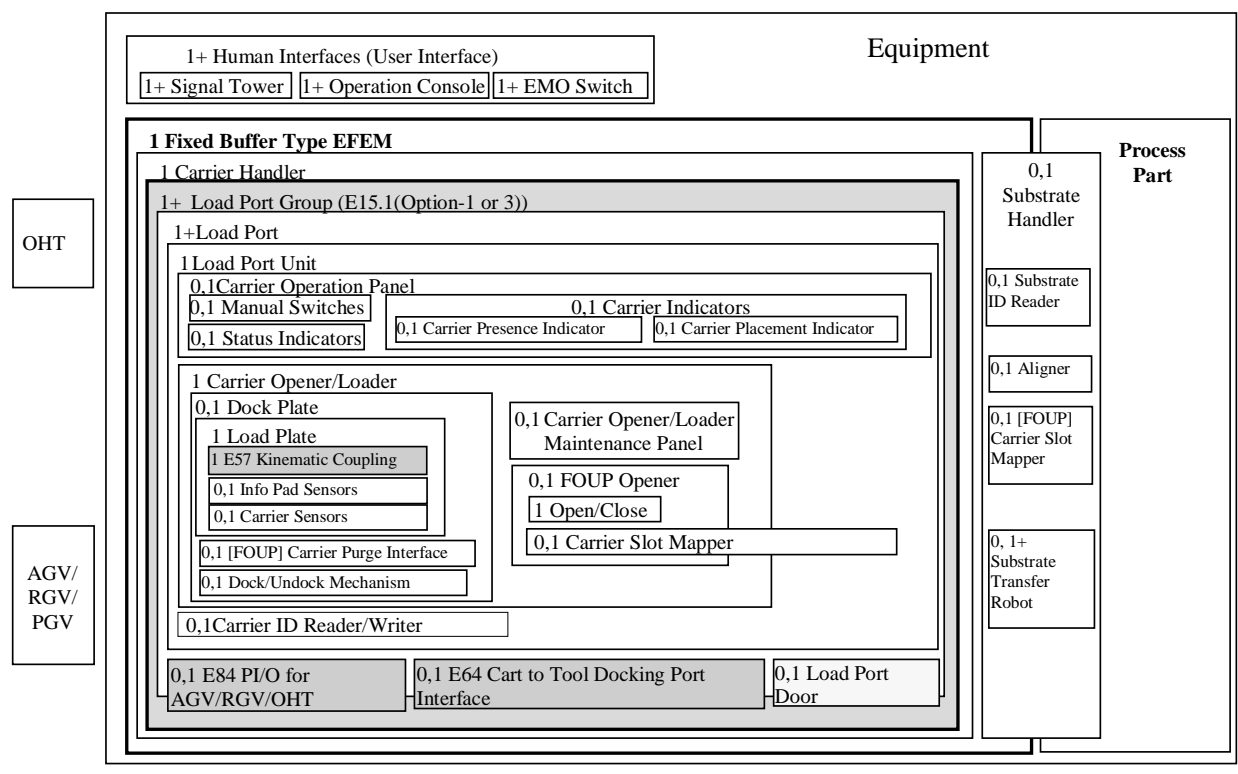 Equipment
1+ Human Interfaces (User Interface)
1+ Signal Tower
1+ Operation Console
1+ EMO Switch
1 Fixed Buffer Type EFEM
Process
Part
1 Carrier Handler
0,1
Substrate
Handler
1+ Load Port Group (E15.1(Option-1 or 3))
1+Load Port
OHT
1Load Port Unit
0,1Carrier Operation Panel
0,1 Manual Switches
0,1 Carrier Indicators
0,1 Carrier Presence Indicator
0,1 Carrier Placement Indicator
0,1 Status Indicators
0,1 Substrate
ID Reader
0,1 Aligner
0,1 [FOUP]
Carrier Slot
Mapper
0, 1+
Substrate
Transfer
Robot
1 Carrier Opener/Loader
0,1 Dock Plate
1 Load Plate
1 E57 Kinematic Coupling
0,1 Info Pad Sensors
0,1 Carrier Sensors
0,1 [FOUP] Carrier Purge Interface
0,1 Dock/Undock Mechanism
0,1 Carrier Opener/Loader
Maintenance Panel
0,1 FOUP Opener
1 Open/Close
0,1 Carrier Slot Mapper
0,1Carrier ID Reader/Writer
AGV/
RGV/
PGV
0,1 E84 PI/O for
AGV/RGV/OHT
0,1 E64 Cart to Tool Docking Port
Interface
0,1 Load Port
Door